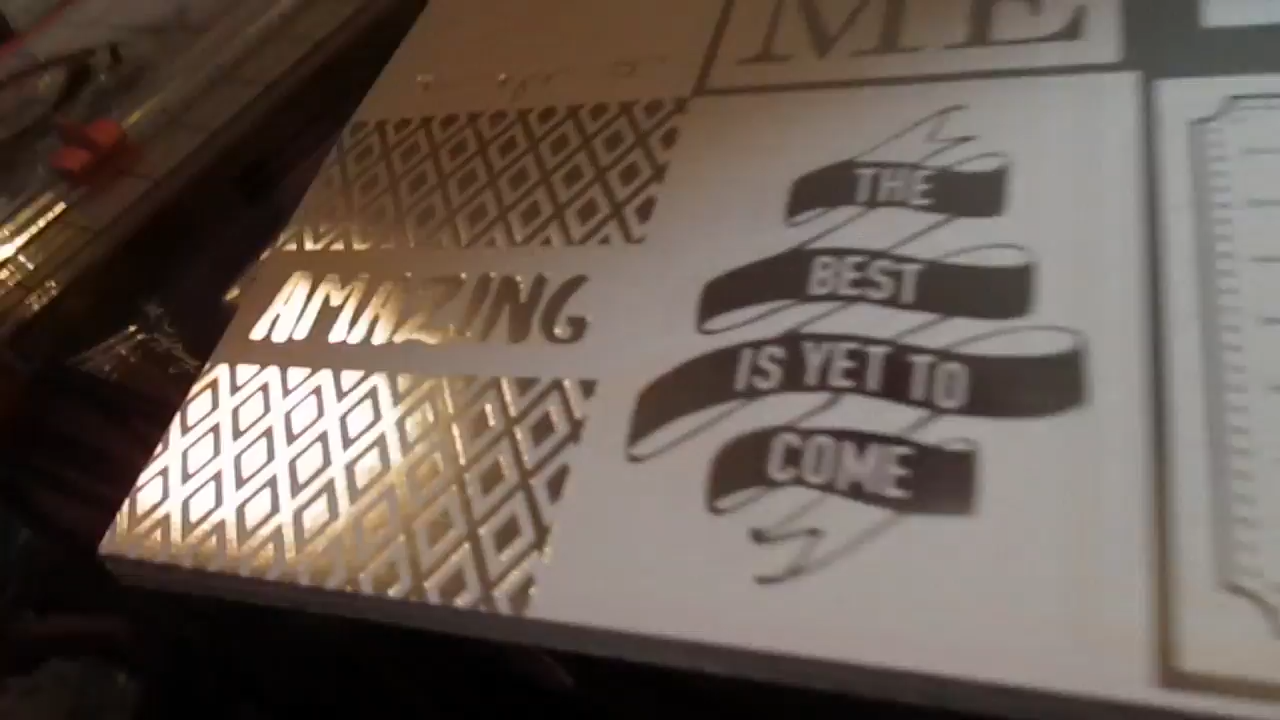 ME
AMAZING
THE
BEST
IS YET TO
COME